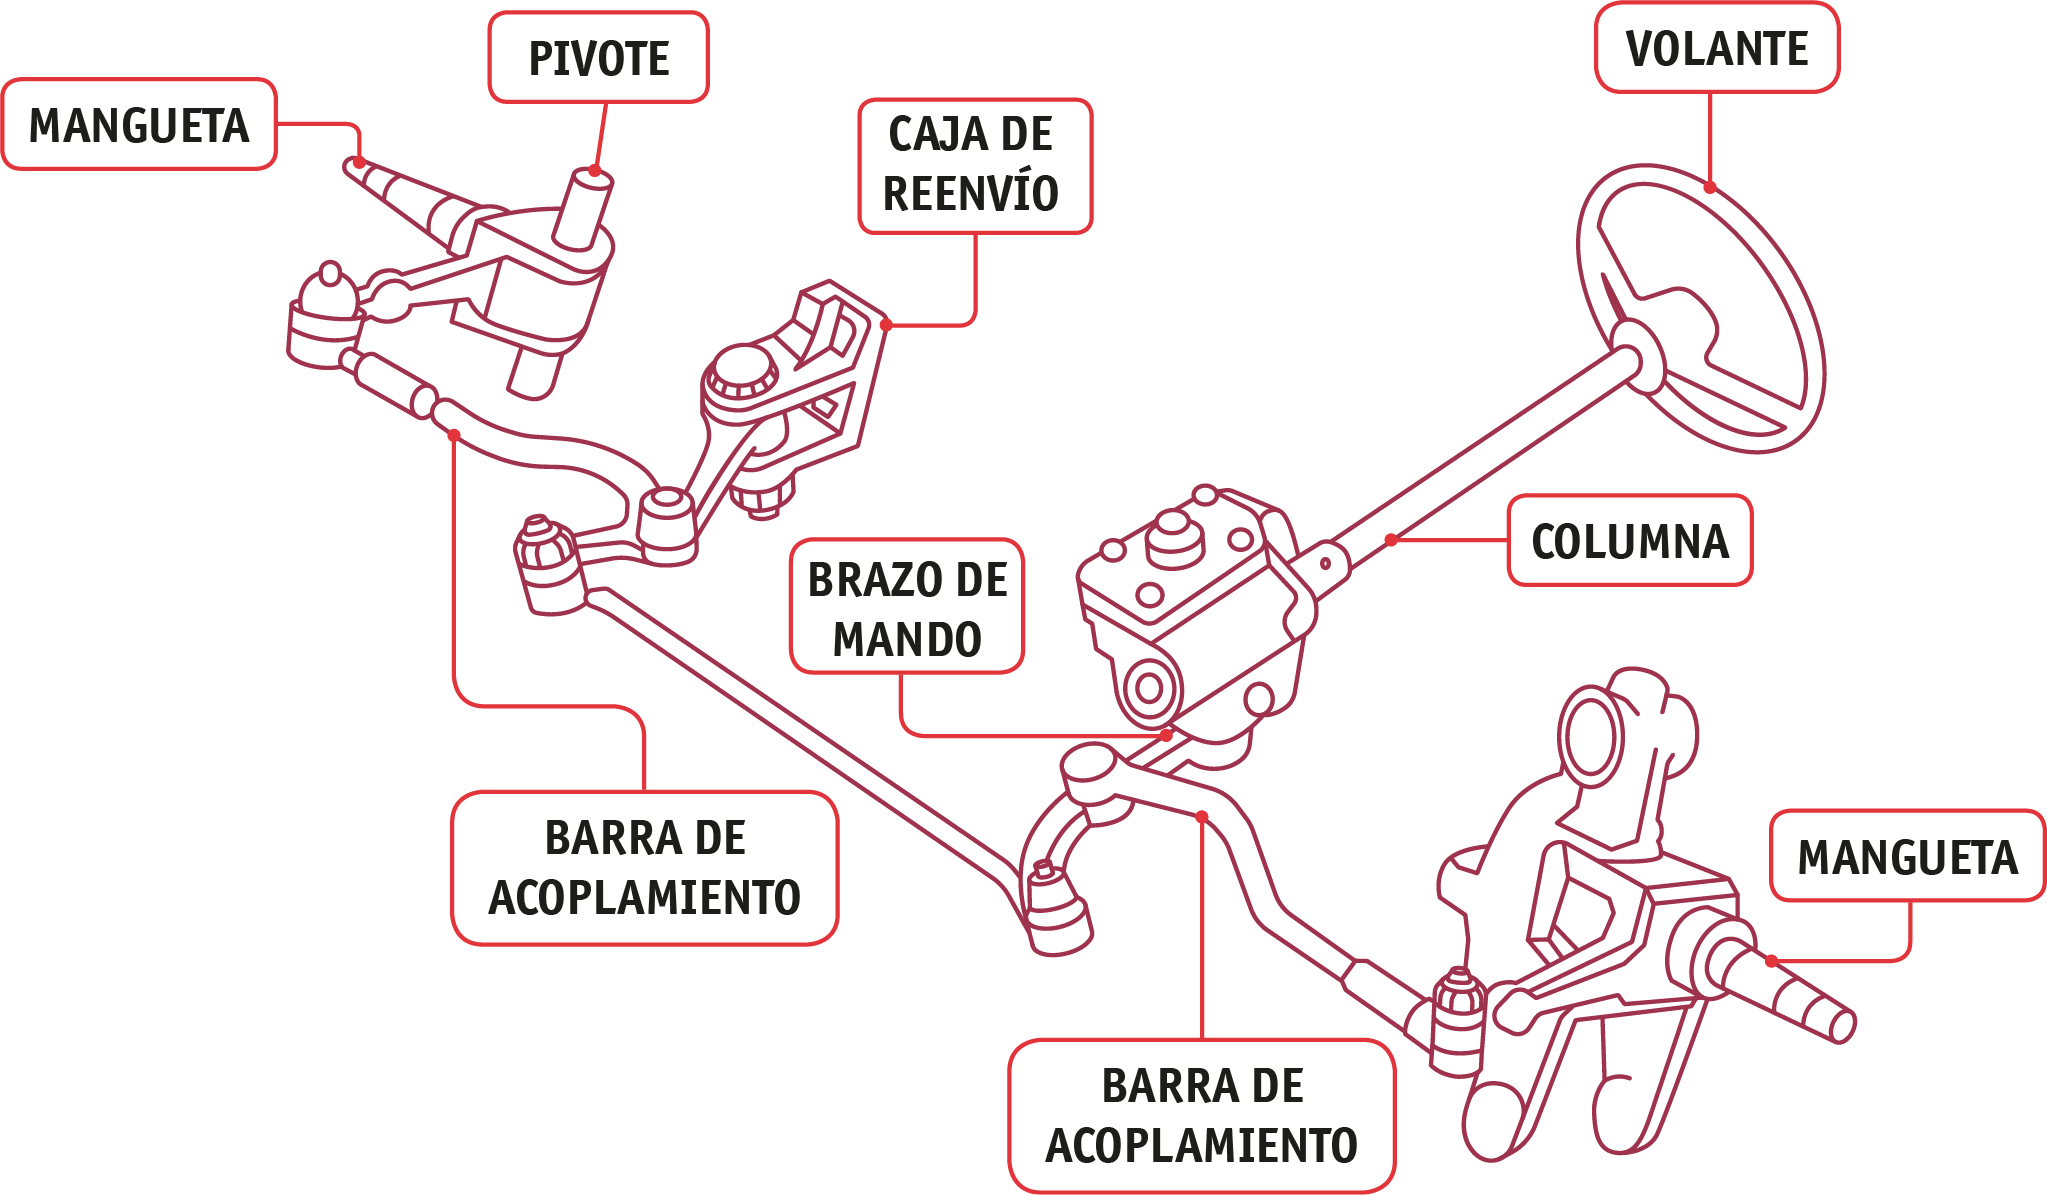 PIVOTE
VOLANTE
MANGUETA
CAJA DE
REENVÍO
COLUMNA
BRAZO DE
MANDO
BARRA DE
ACOPLAMIENTO
MANGUETA
BARRA DE
ACOPLAMIENTO